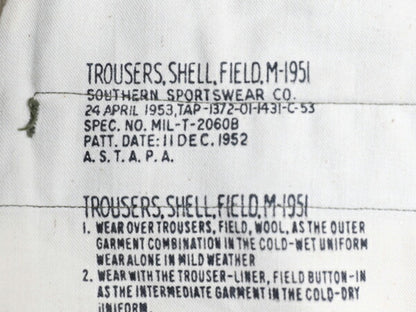 TROUSERS, SHELL, FIELD, M-1951
SOUTHERN SPORTSWEAR CO.
24 APRIL 1953, TAP-1372-01-1431-C-53
SPEC. NO. MIL-T-2060B
PATT. DATE: 11 DEC. 1952
A. S. T. A. P. A.
TROUSERS, SHELL, FIELD, M-1951
1. WEAR OVER TROUSERS, FIELD, WOOL, AS THE OUTER
GARMENT COMBINATION IN THE COLD-WET UNIFORM
WEAR ALONE IN MILD WEATHER
2. WEAR WITH THE TROUSER-LINER, FIELD BUTTON-IN
AS THE INTERMEDIATE GARMENT IN THE COLD-DRY
UNIFORM.